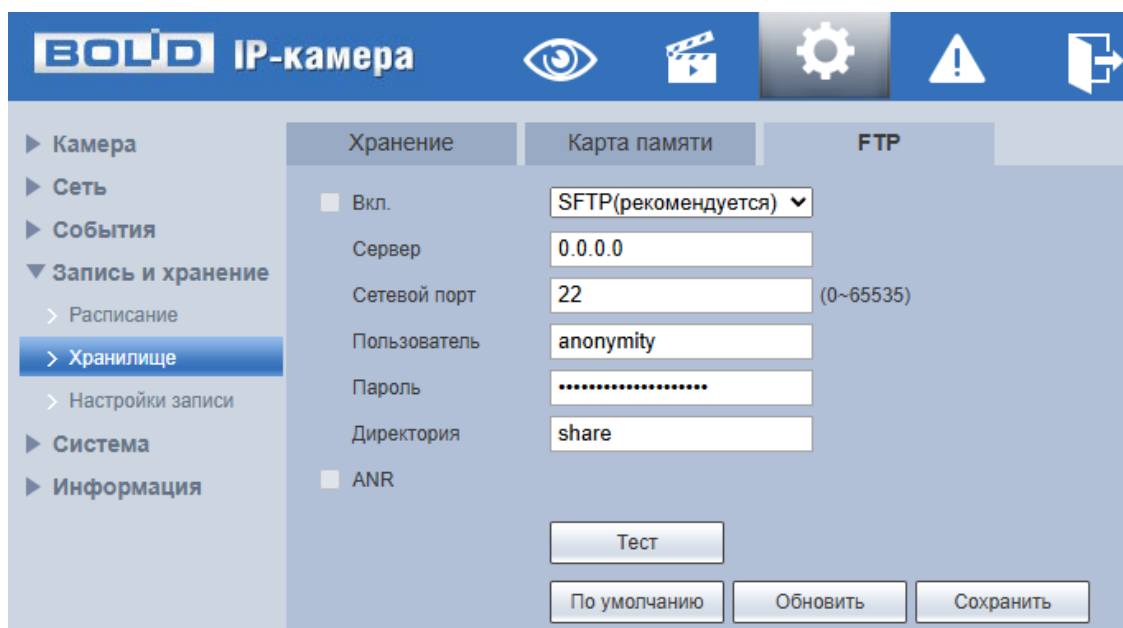 BOLID IP-камера
Камера
Сеть
События
Запись и хранение
Расписание
Хранилище
Настройки записи
Система
Информация
Хранение Карта памяти FTP
Вкл. SFTP(рекомендуется)
Сервер 0.0.0.0
Сетевой порт 22 (0~65535)
Пользователь anonymity
Пароль ••••••••••••••••••••
Директория share
ANR
Тест
По умолчанию Обновить Сохранить